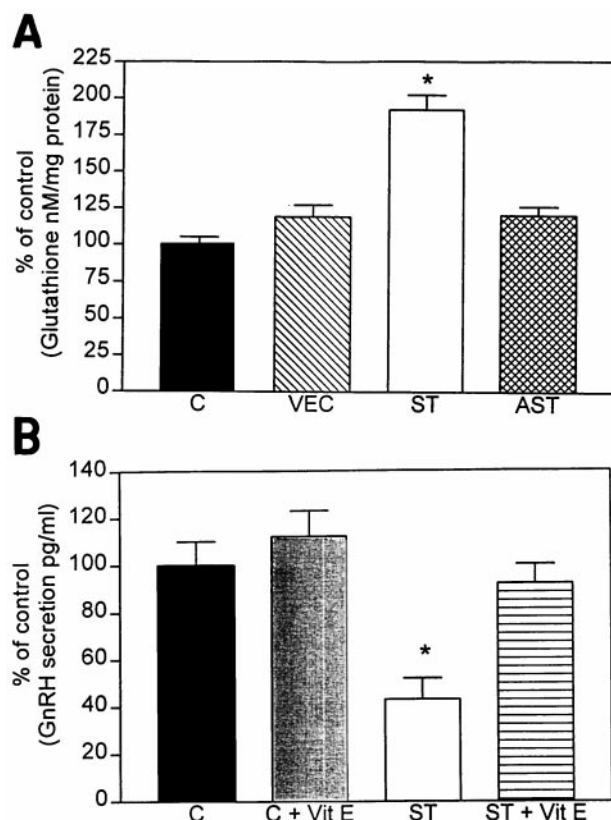 A
% of control
(Glutathione nM/mg protein)
225
200
175
150
125
100
75
50
25
0
*
C VEC ST AST
B
% of control
(GnRH secretion pg/ml)
140
120
100
80
60
40
20
0
*
C C + Vit E ST ST + Vit E